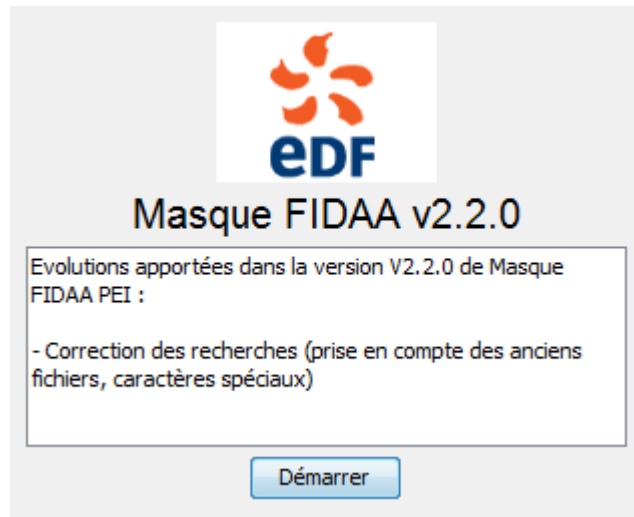 eDF
Masque FIDAA v2.2.0
Evolutions apportées dans la version V2.2.0 de Masque
FIDAA PEI :
- Correction des recherches (prise en compte des anciens
fichiers, caractères spéciaux)
Démarrer